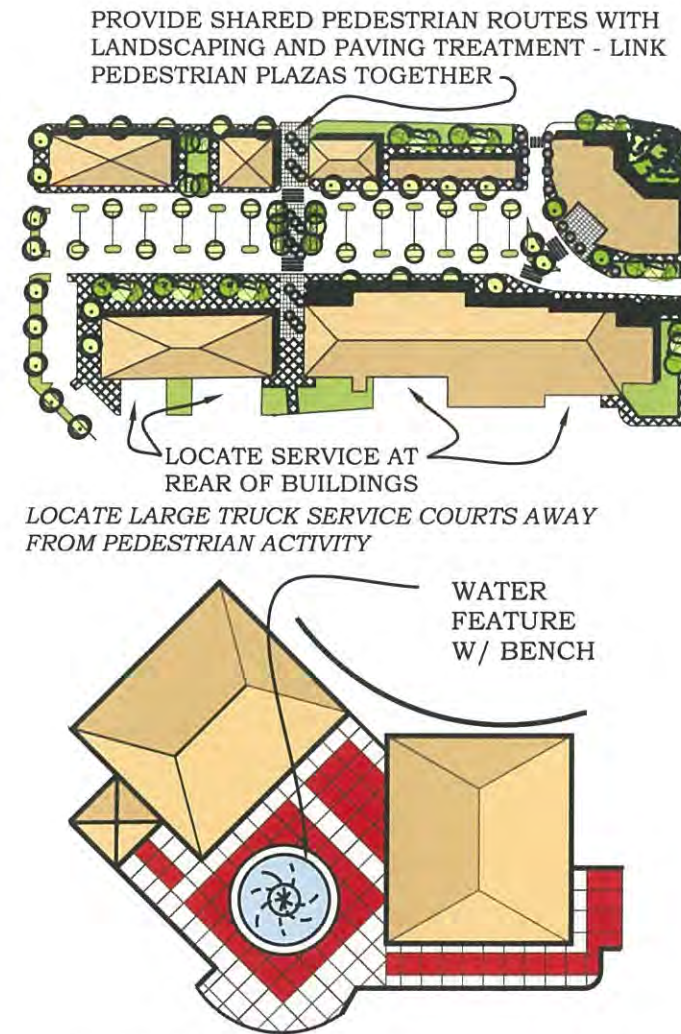 PROVIDE SHARED PEDESTRIAN ROUTES WITH
LANDSCAPING AND PAVING TREATMENT - LINK
PEDESTRIAN PLAZAS TOGETHER
LOCATE SERVICE AT
REAR OF BUILDINGS
LOCATE LARGE TRUCK SERVICE COURTS AWAY
FROM PEDESTRIAN ACTIVITY
WATER
FEATURE
W/ BENCH